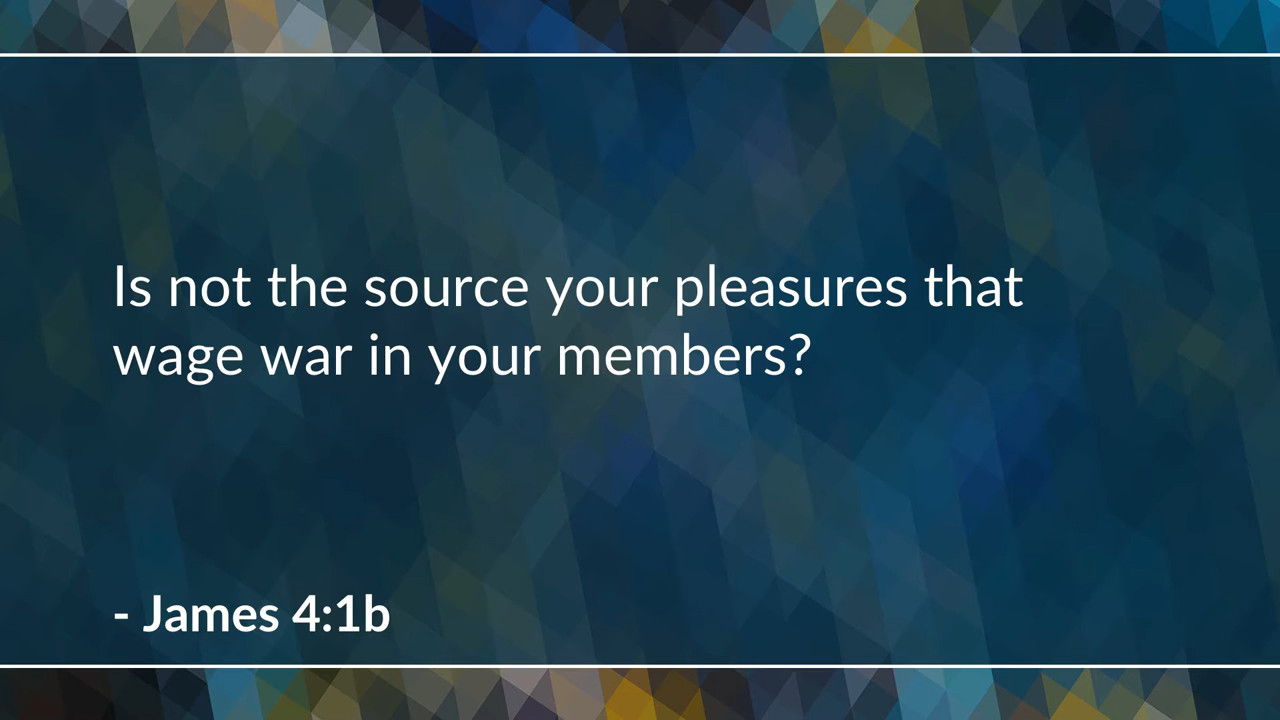 Is not the source your pleasures that
wage war in your members?
- James 4:1b